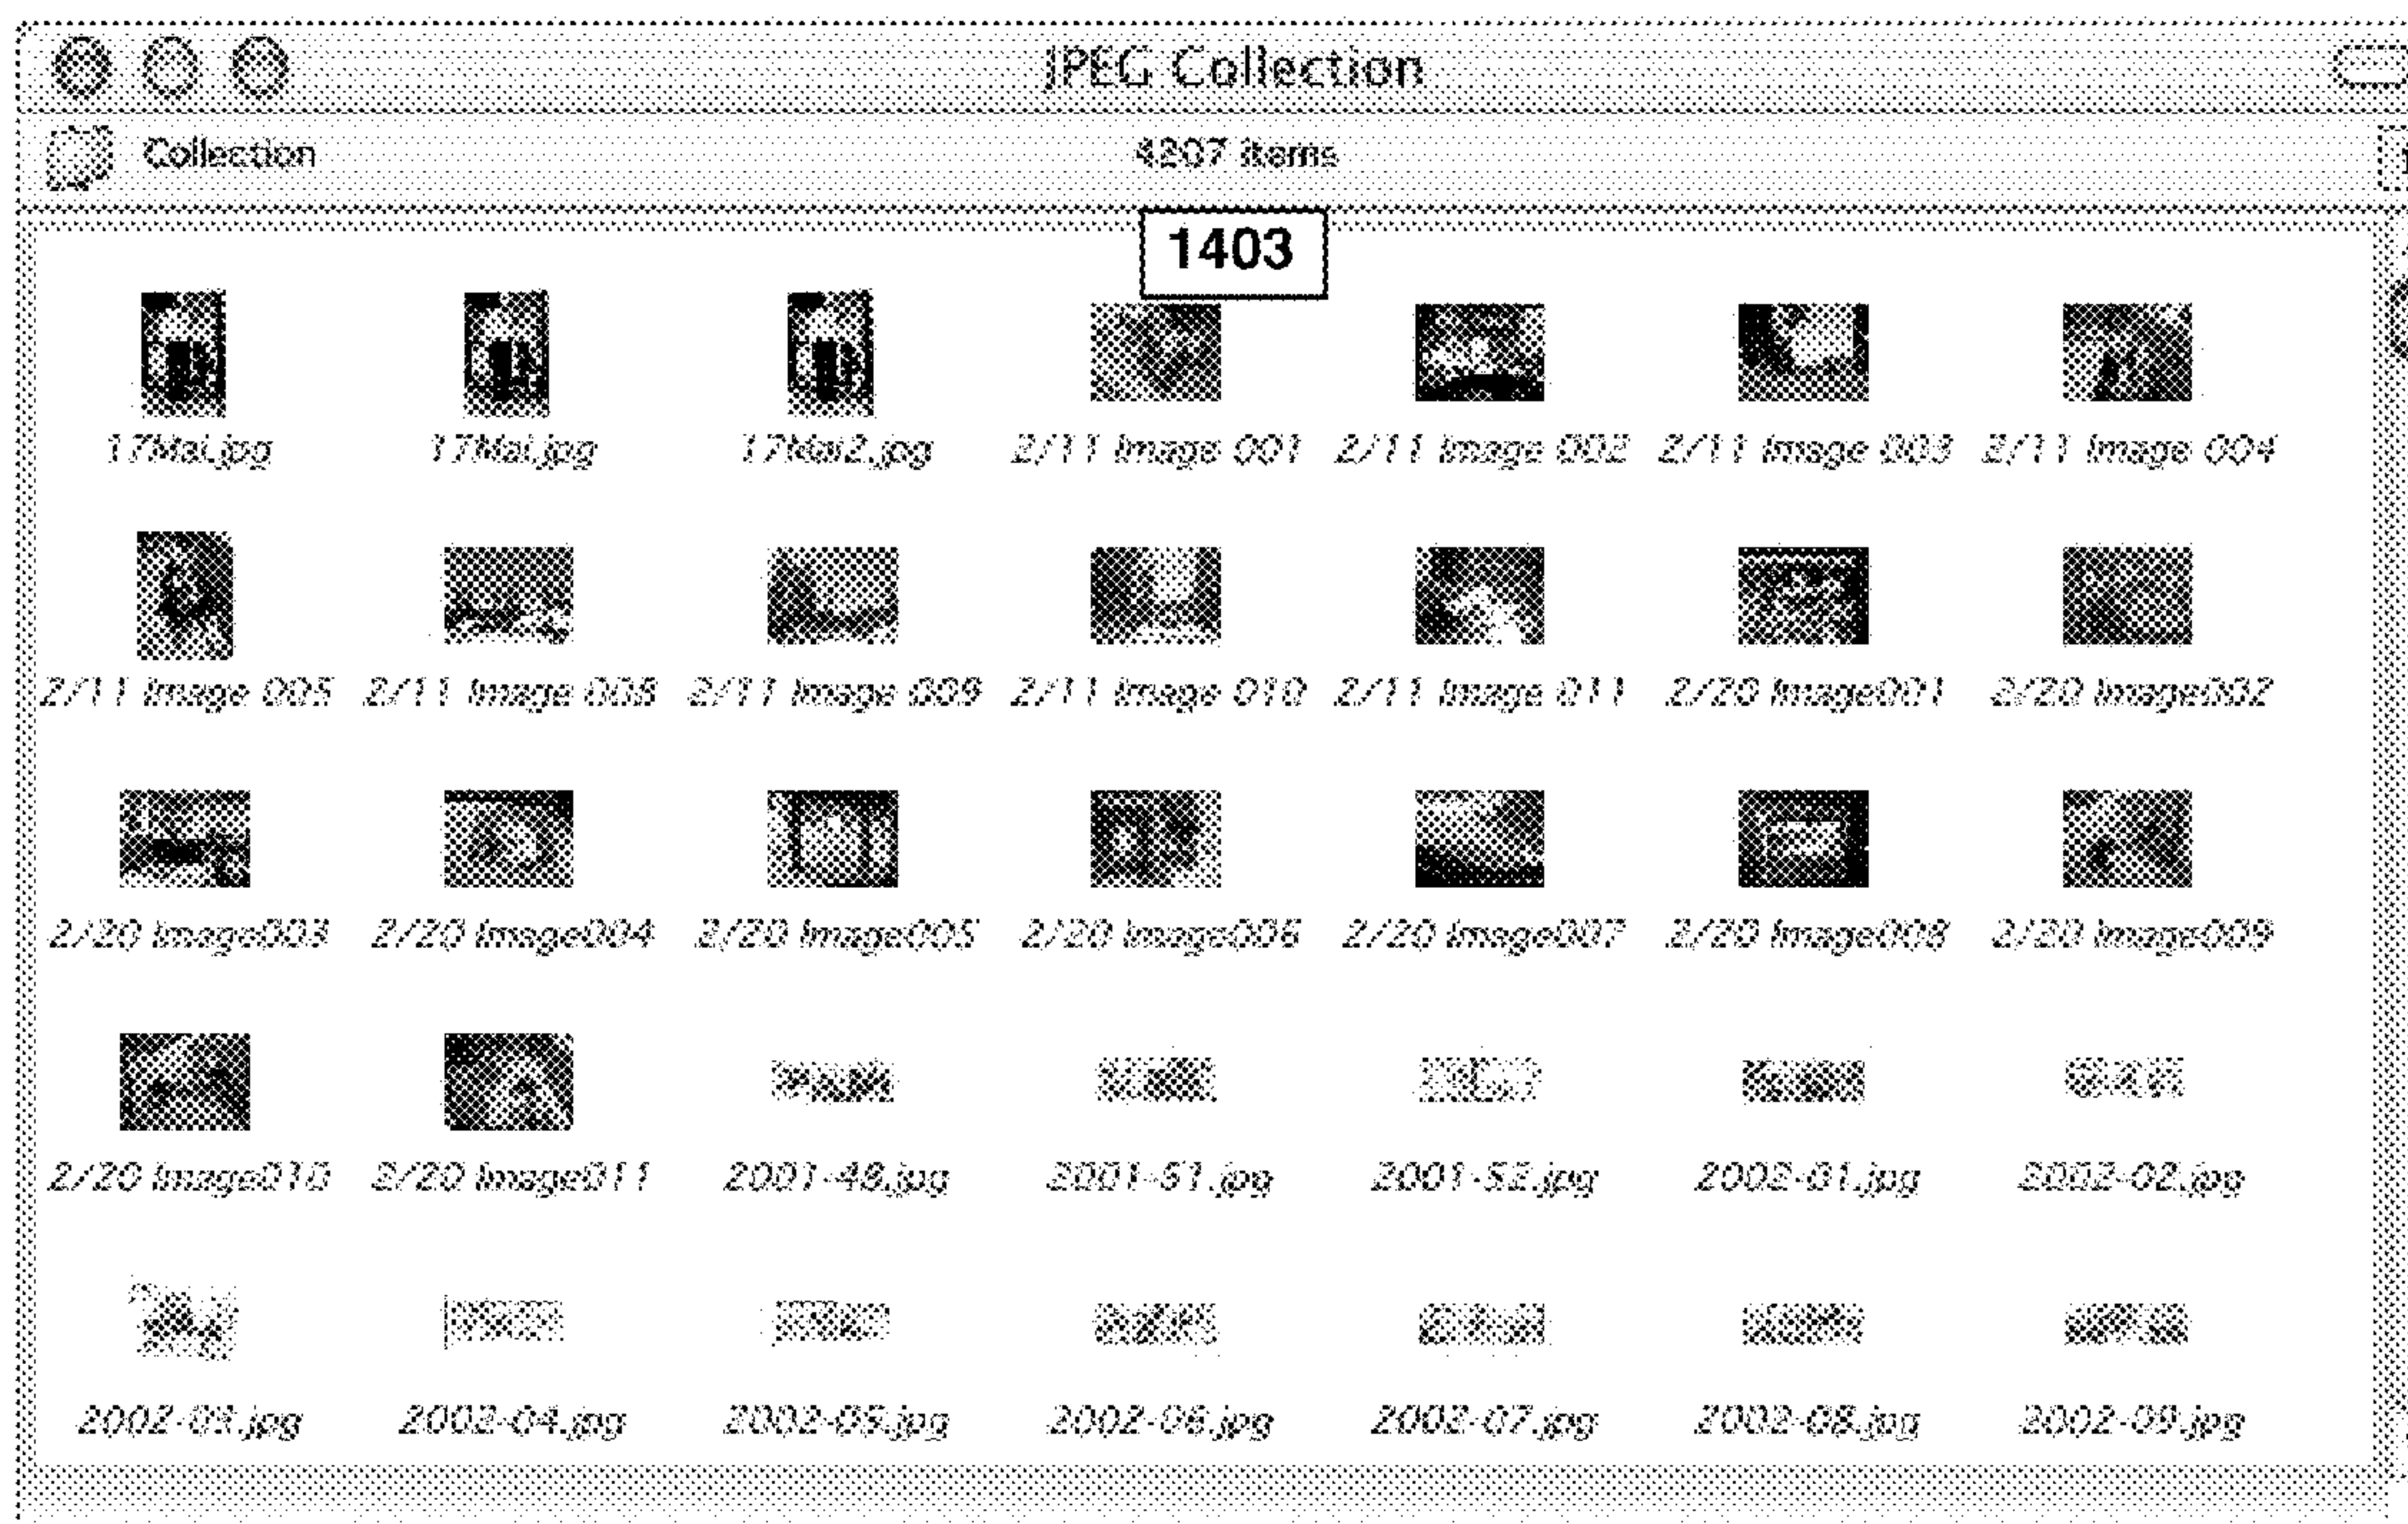 JPEG Collection
Collection 4207 items
1403
17Mai.jpg 17Mai.jpg 17Mai2.jpg 2/11 Image 001 2/11 Image 002 2/11 Image 003 2/11 Image 004
2/11 Image 005 2/11 Image 008 2/11 Image 009 2/11 Image 010 2/11 Image 011 2/20 Image001 2/20 Image002
2/20 Image003 2/20 Image004 2/20 Image005 2/20 Image006 2/20 Image007 2/20 Image008 2/20 Image009
2/20 Image010 2/20 Image011 2001-48.jpg 2001-51.jpg 2001-52.jpg 2002-01.jpg 2002-02.jpg
2002-03.jpg 2002-04.jpg 2002-05.jpg 2002-06.jpg 2002-07.jpg 2002-08.jpg 2002-09.jpg